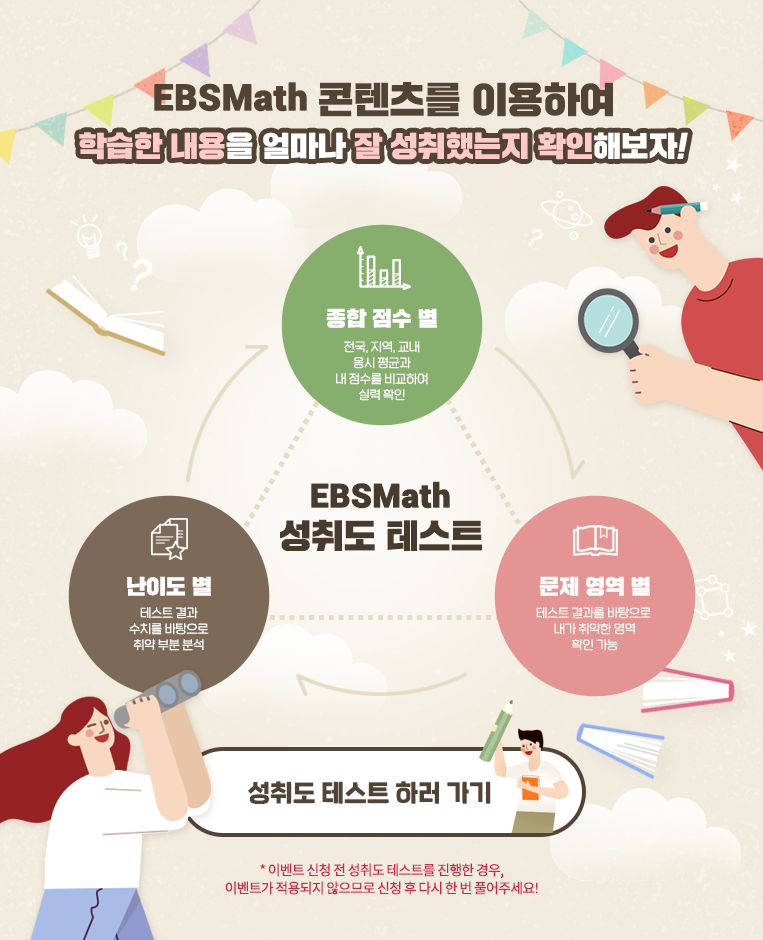 EBSMath 콘텐츠를 이용하여
학습한 내용을 얼마나 잘 성취했는지 확인해보자!
종합 점수 별
전국, 지역, 교내
응시 평균과
내 점수를 비교하여
실력 확인
EBSMath
성취도 테스트
난이도 별
테스트 결과
수치를 바탕으로
취약 부분 분석
문제 영역 별
테스트 결과를 바탕으로
내가 취약한 영역
확인 가능
성취도 테스트 하러 가기
* 이벤트 신청 전 성취도 테스트를 진행한 경우,
이벤트가 적용되지 않으므로 신청 후 다시 한 번 풀어주세요!